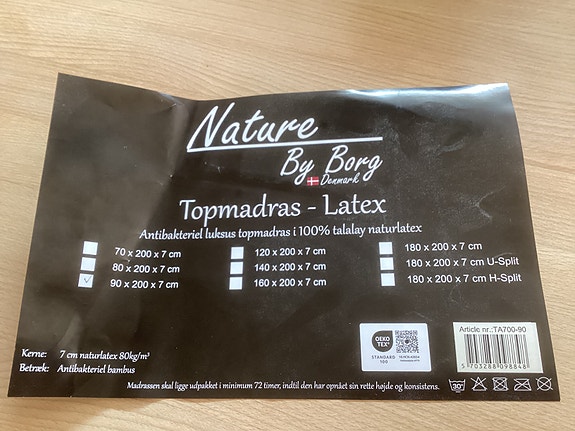 Nature
By Borg
Denmark
Topmadras - Latex
Antibakteriel luksus topmadras i 100% talalay naturlatex
70 x 200 x 7 cm
120 x 200 x 7 cm
180 x 200 x 7 cm
80 x 200 x 7 cm
140 x 200 x 7 cm
180 x 200 x 7 cm U-Split
90 x 200 x 7 cm
160 x 200 x 7 cm
180 x 200 x 7 cm H-Split
OEKO
TEX®
STANDARD
100
Article nr.:TA700-90
5703288098848
Kerne: 7 cm naturlatex 80kg/m³
Betræk: Antibakteriel bambus
Madrassen skal ligge udpakket i minimum 72 timer, indtil den har opnået sin rette højde og konsistens.
30°